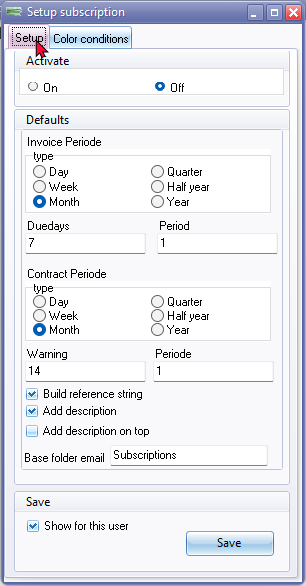 Setup subscription
Setup Color conditions
Activate
On Off
Defaults
Invoice Periode
type
Day Quarter
Week Half year
Month Year
Duedays Period
7 1
Contract Periode
type
Day Quarter
Week Half year
Month Year
Warning Periode
14 1
Build reference string
Add description
Add description on top
Base folder email Subscriptions
Save
Show for this user
Save